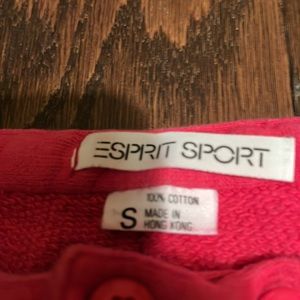 ESPRIT SPORT
100% COTTON
S MADE IN
HONG KONG